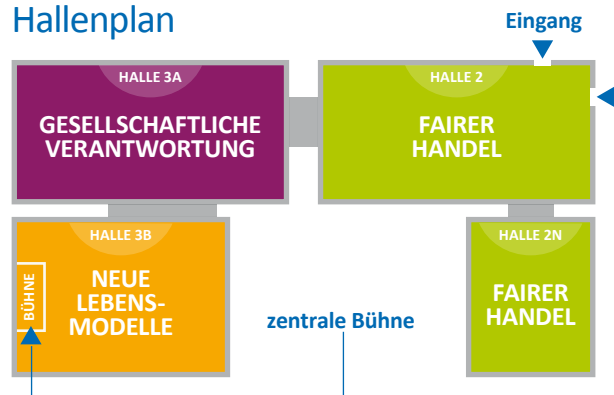 Hallenplan
Eingang
HALLE 3A
GESELLSCHAFTLICHE
VERANTWORTUNG
HALLE 2
FAIRER
HANDEL
HALLE 3B
NEUE
LEBENS-
MODELLE
BÜHNE
zentrale Bühne
HALLE 2N
FAIRER
HANDEL